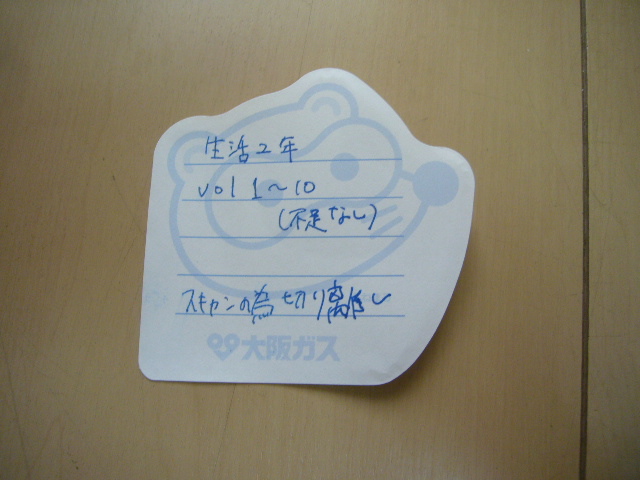 生活2年
vol 1～10
(不足なし)
スキャンの為切り離し
大阪ガス